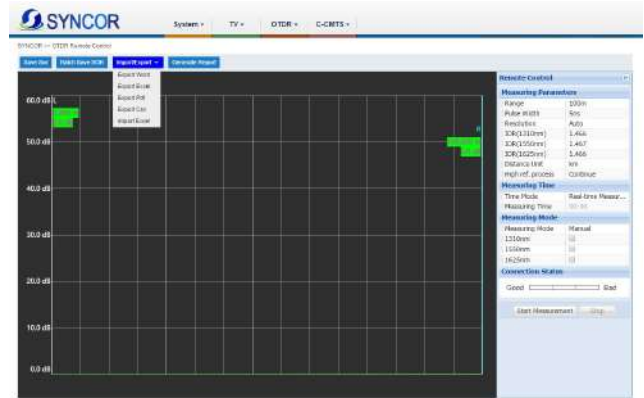 SYNCOR
System
TV
OTDR
C-CMTS
SYNCOR >> OTDR Remote Control
Save Dat
Batch Save SOR
Import/Export
Generate Report
Export Word
Export Excel
Export Pdf
Export Csv
Import Excel
60.0 dB
50.0 dB
40.0 dB
30.0 dB
20.0 dB
10.0 dB
0.0 dB
Remote Control
Measuring Parameters
Range 100m
Pulse Width 5ns
Resolution Auto
IOR(1310nm) 1.466
IOR(1550nm) 1.467
IOR(1625nm) 1.466
Distance Unit km
High ref. process Continue
Measuring Time
Time Mode Real-time Measur...
Measuring Time
Measuring Mode
Measuring Mode Manual
1310nm
1550nm
1625nm
Connection Status
Good Bad
Start Measurement Stop